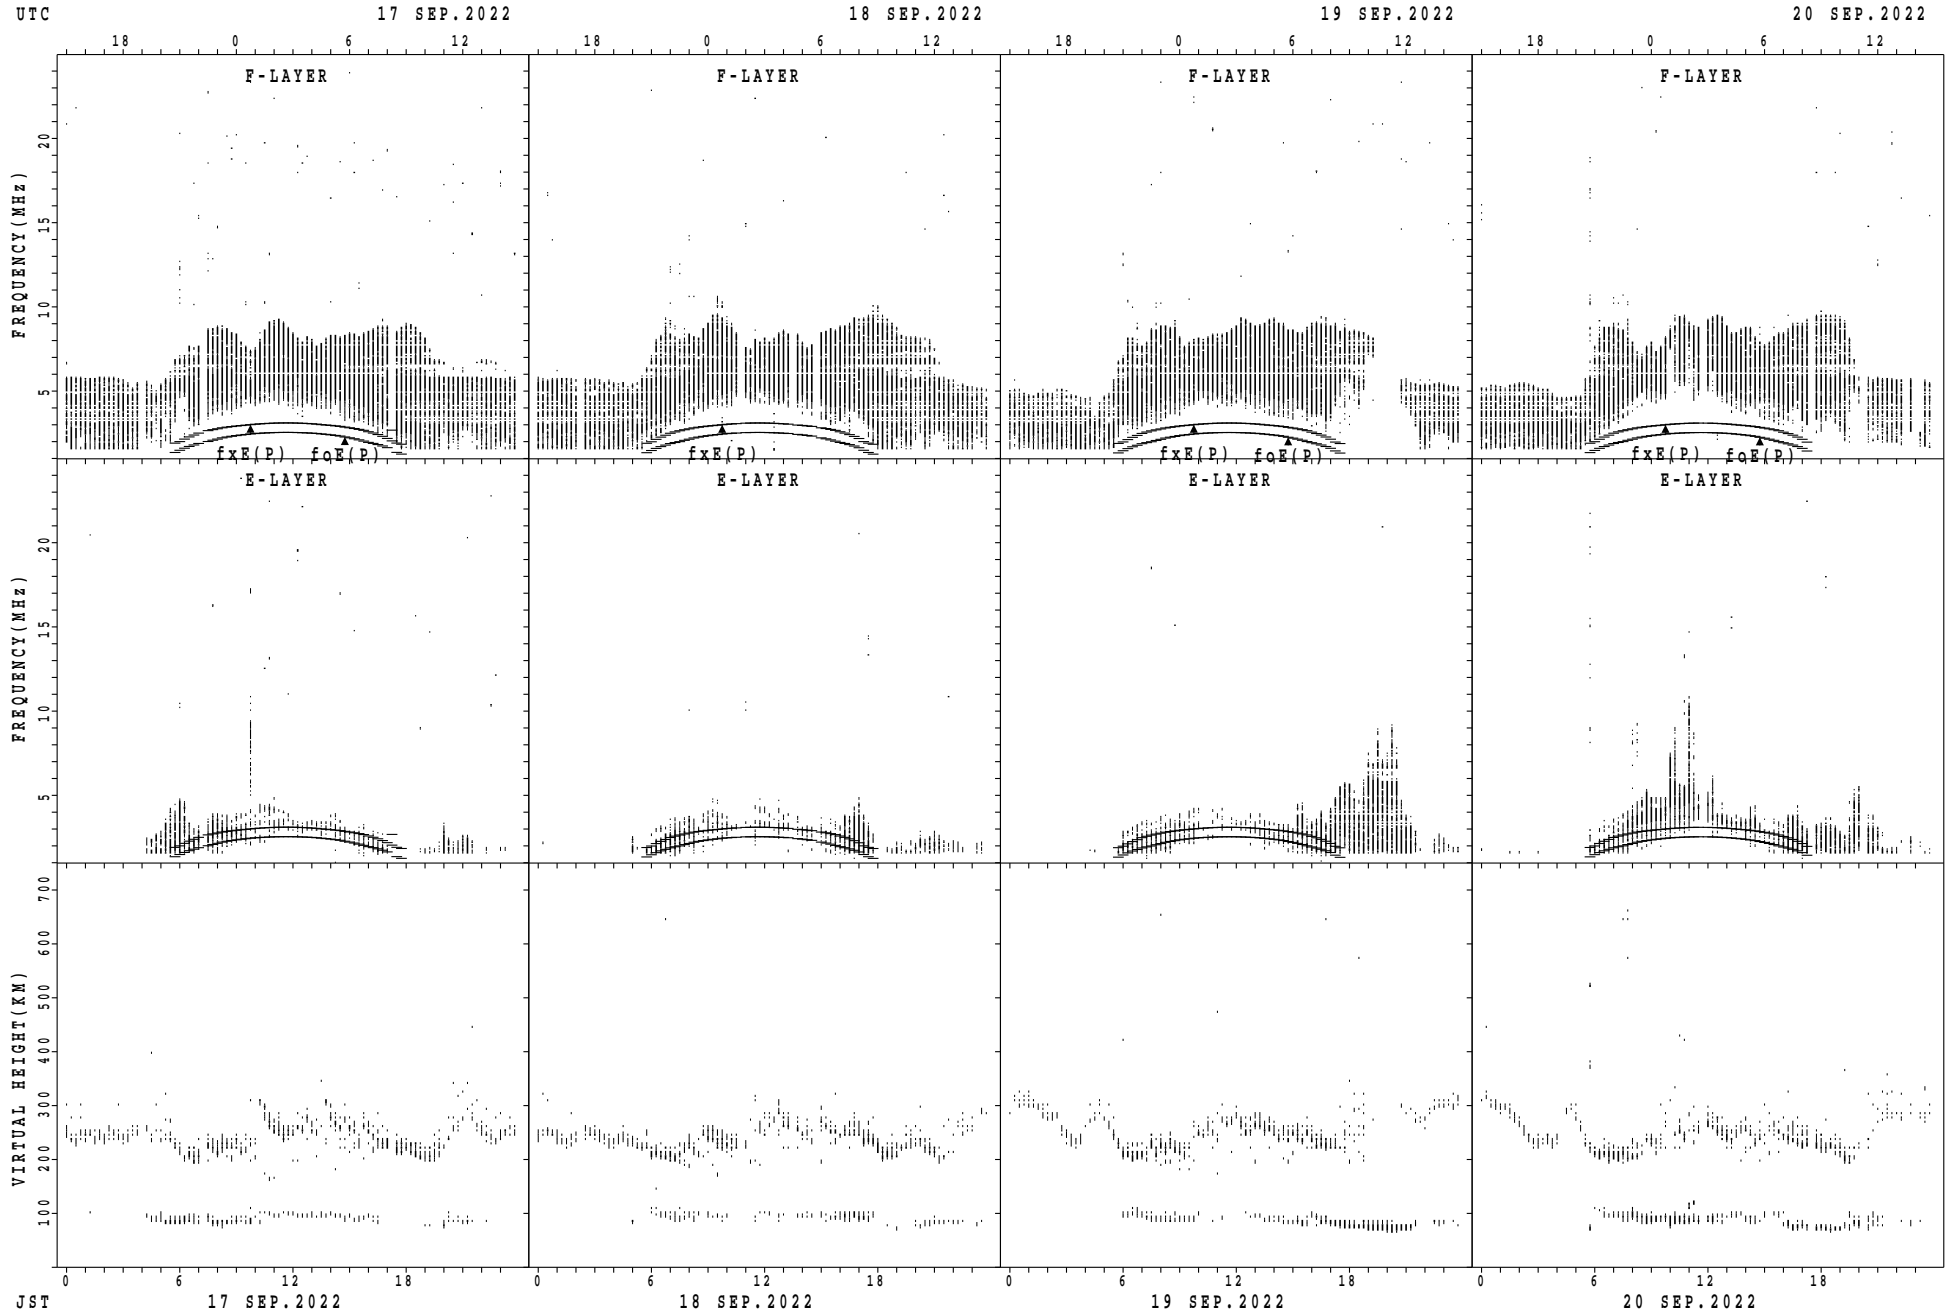 UTC 17 SEP.2022 18 SEP.2022 19 SEP.2022 20 SEP.2022
18 0 6 12 18 0 6 12 18 0 6 12 18 0 6 12
F-LAYER F-LAYER F-LAYER F-LAYER
FREQUENCY(MHz)
20
15
10
5
fxE(P) foE(P) fxE(P) fxE(P) foE(P) fxE(P) foE(P)
E-LAYER E-LAYER E-LAYER E-LAYER
FREQUENCY(MHz)
20
15
10
5
VIRTUAL HEIGHT(KM)
700
600
500
400
300
200
100
0 6 12 18 0 6 12 18 0 6 12 18 0 6 12 18
JST 17 SEP.2022 18 SEP.2022 19 SEP.2022 20 SEP.2022